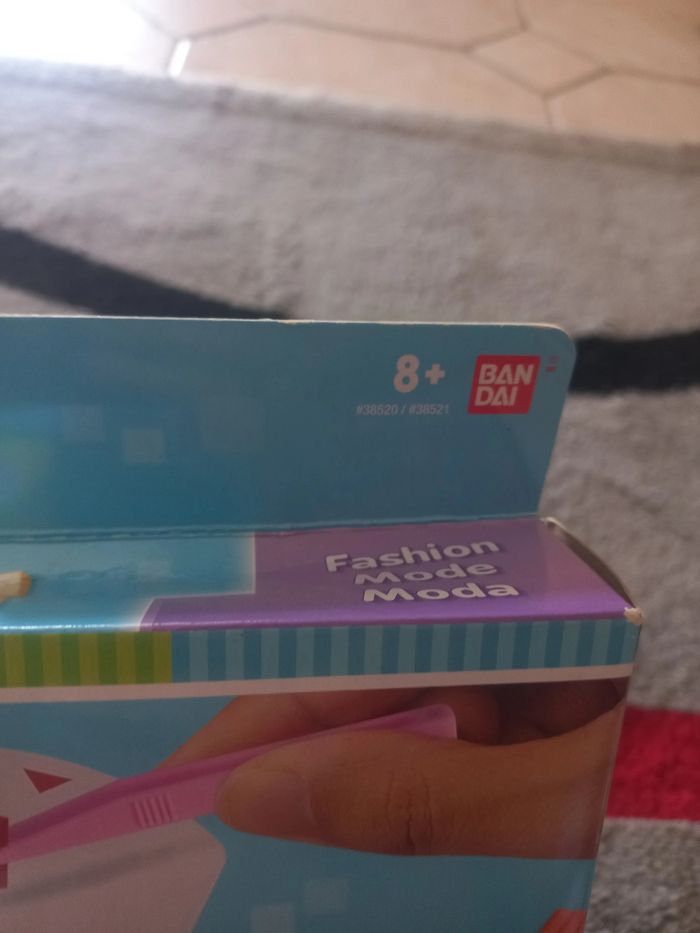 8+
BAN
DAI
#38520 / #38521
Fashion
Mode
Moda